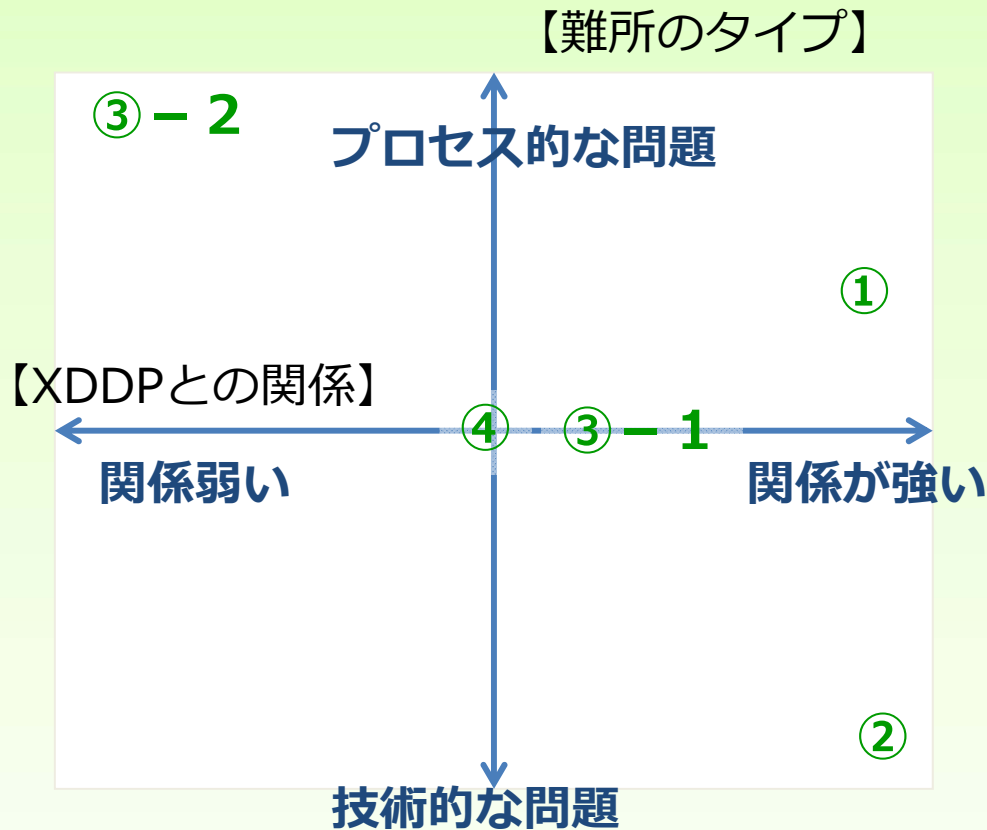 【難所のタイプ】
③－２
プロセス的な問題
①
【XDDPとの関係】
④
③－１
関係弱い
関係が強い
②
技術的な問題